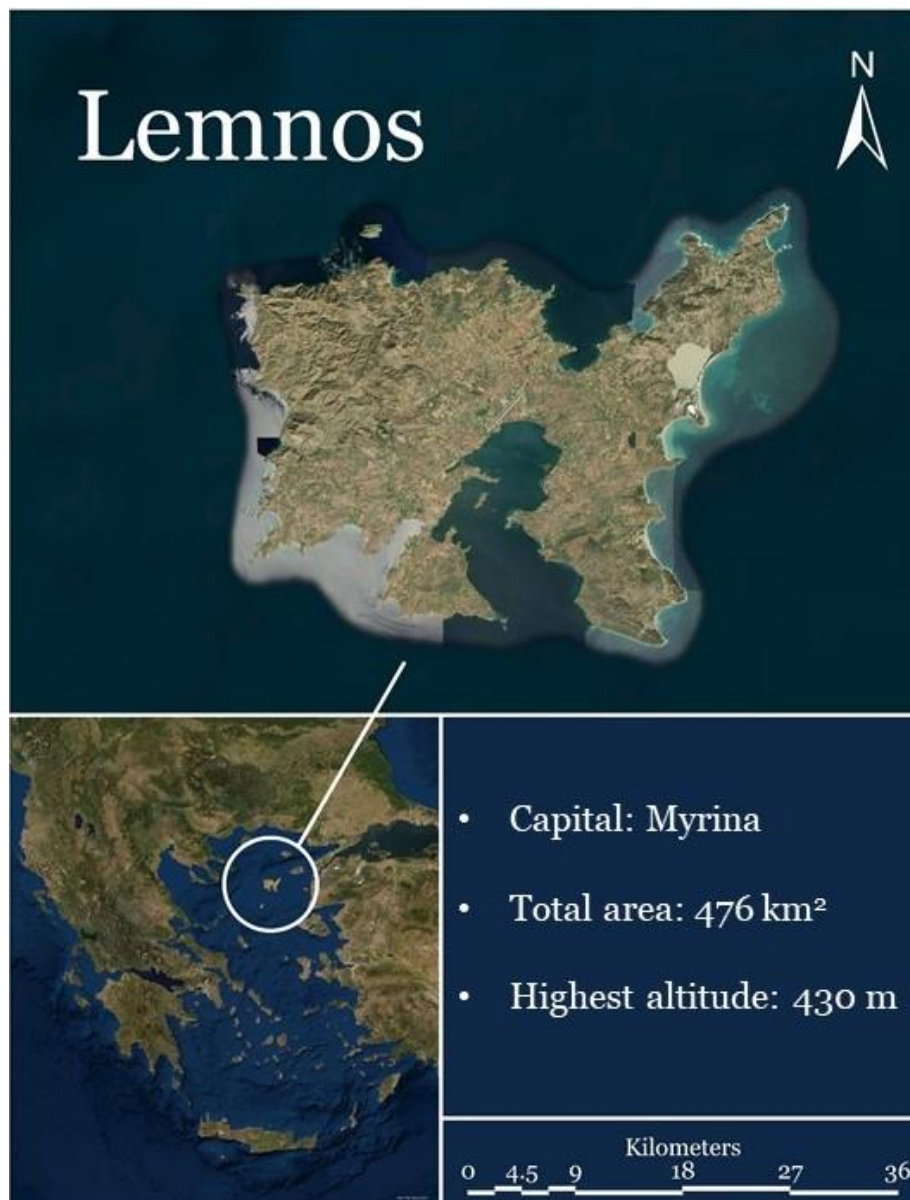 Lemnos
N
• Capital: Myrina
• Total area: 476 km²
• Highest altitude: 430 m
Kilometers
0 4.5 9 18 27 36